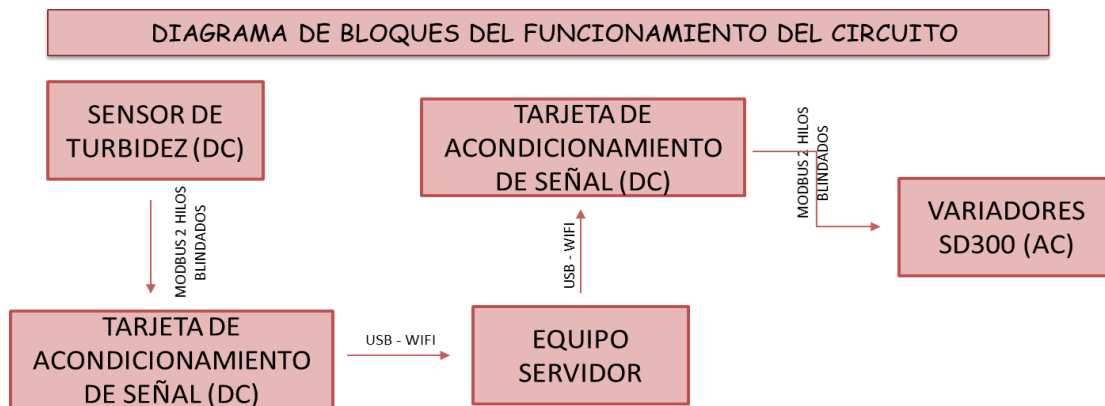 DIAGRAMA DE BLOQUES DEL FUNCIONAMIENTO DEL CIRCUITO
SENSOR DE
TURBIDEZ (DC)
MODBUS 2 HILOS
BLINDADOS
TARJETA DE
ACONDICIONAMIENTO
DE SEÑAL (DC)
USB - WIFI
EQUIPO
SERVIDOR
USB - WIFI
TARJETA DE
ACONDICIONAMIENTO
DE SEÑAL (DC)
MODBUS 2 HILOS
BLINDADOS
VARIADORES
SD300 (AC)